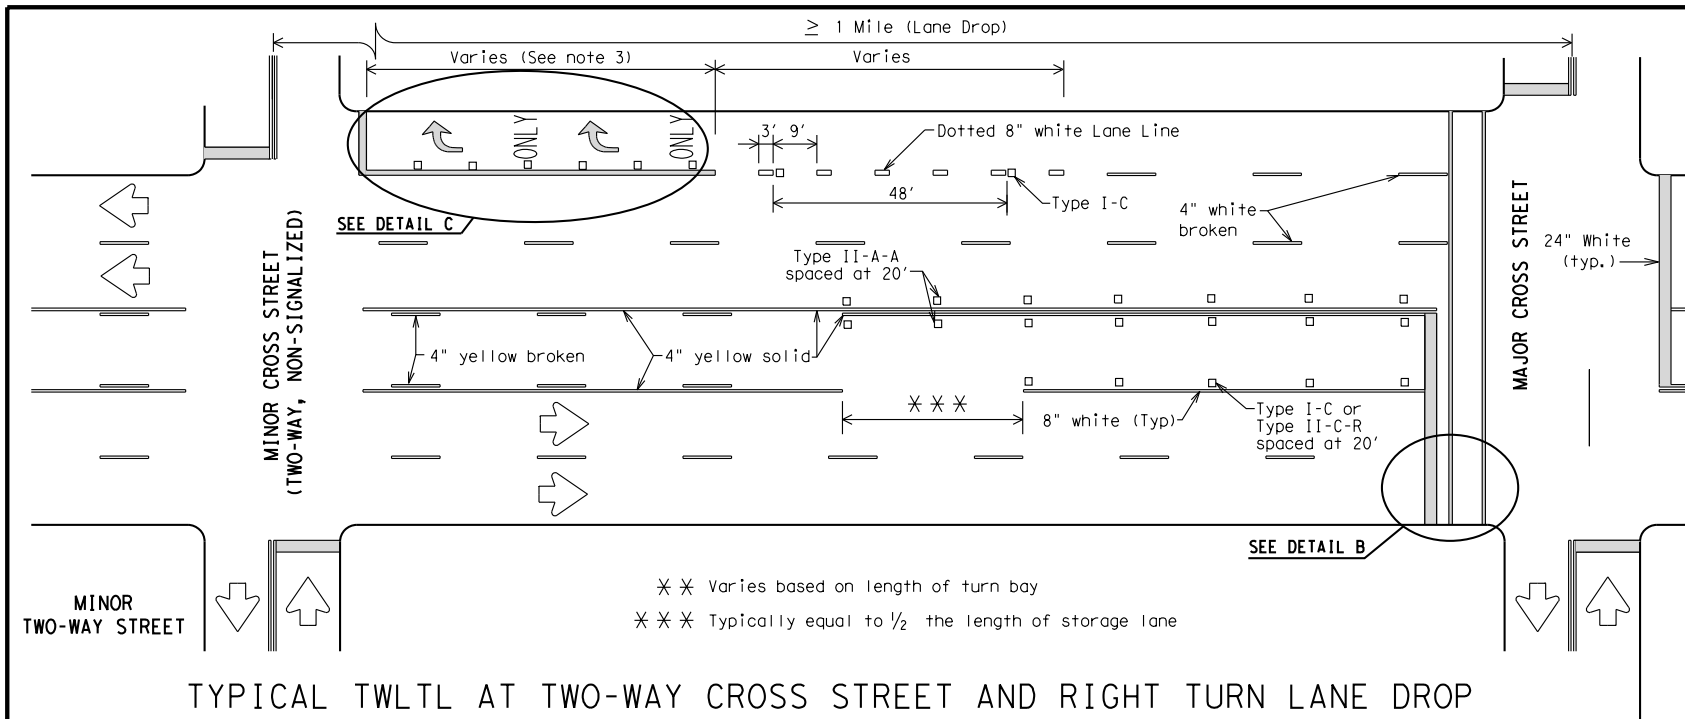 ≥ 1 Mile (Lane Drop)
Varies (See note 3)
Varies
ONLY
ONLY
3' 9'
Dotted 8" white Lane Line
48'
Type I-C
SEE DETAIL C
4" white
broken
24" White
(typ.)
Type II-A-A
spaced at 20'
MINOR CROSS STREET
(TWO-WAY, NON-SIGNALIZED)
MAJOR CROSS STREET
4" yellow broken
4" yellow solid
***
8" white (Typ)
Type I-C or
Type II-C-R
spaced at 20'
SEE DETAIL B
MINOR
TWO-WAY STREET
** Varies based on length of turn bay
*** Typically equal to ½ the length of storage lane
TYPICAL TWLTL AT TWO-WAY CROSS STREET AND RIGHT TURN LANE DROP